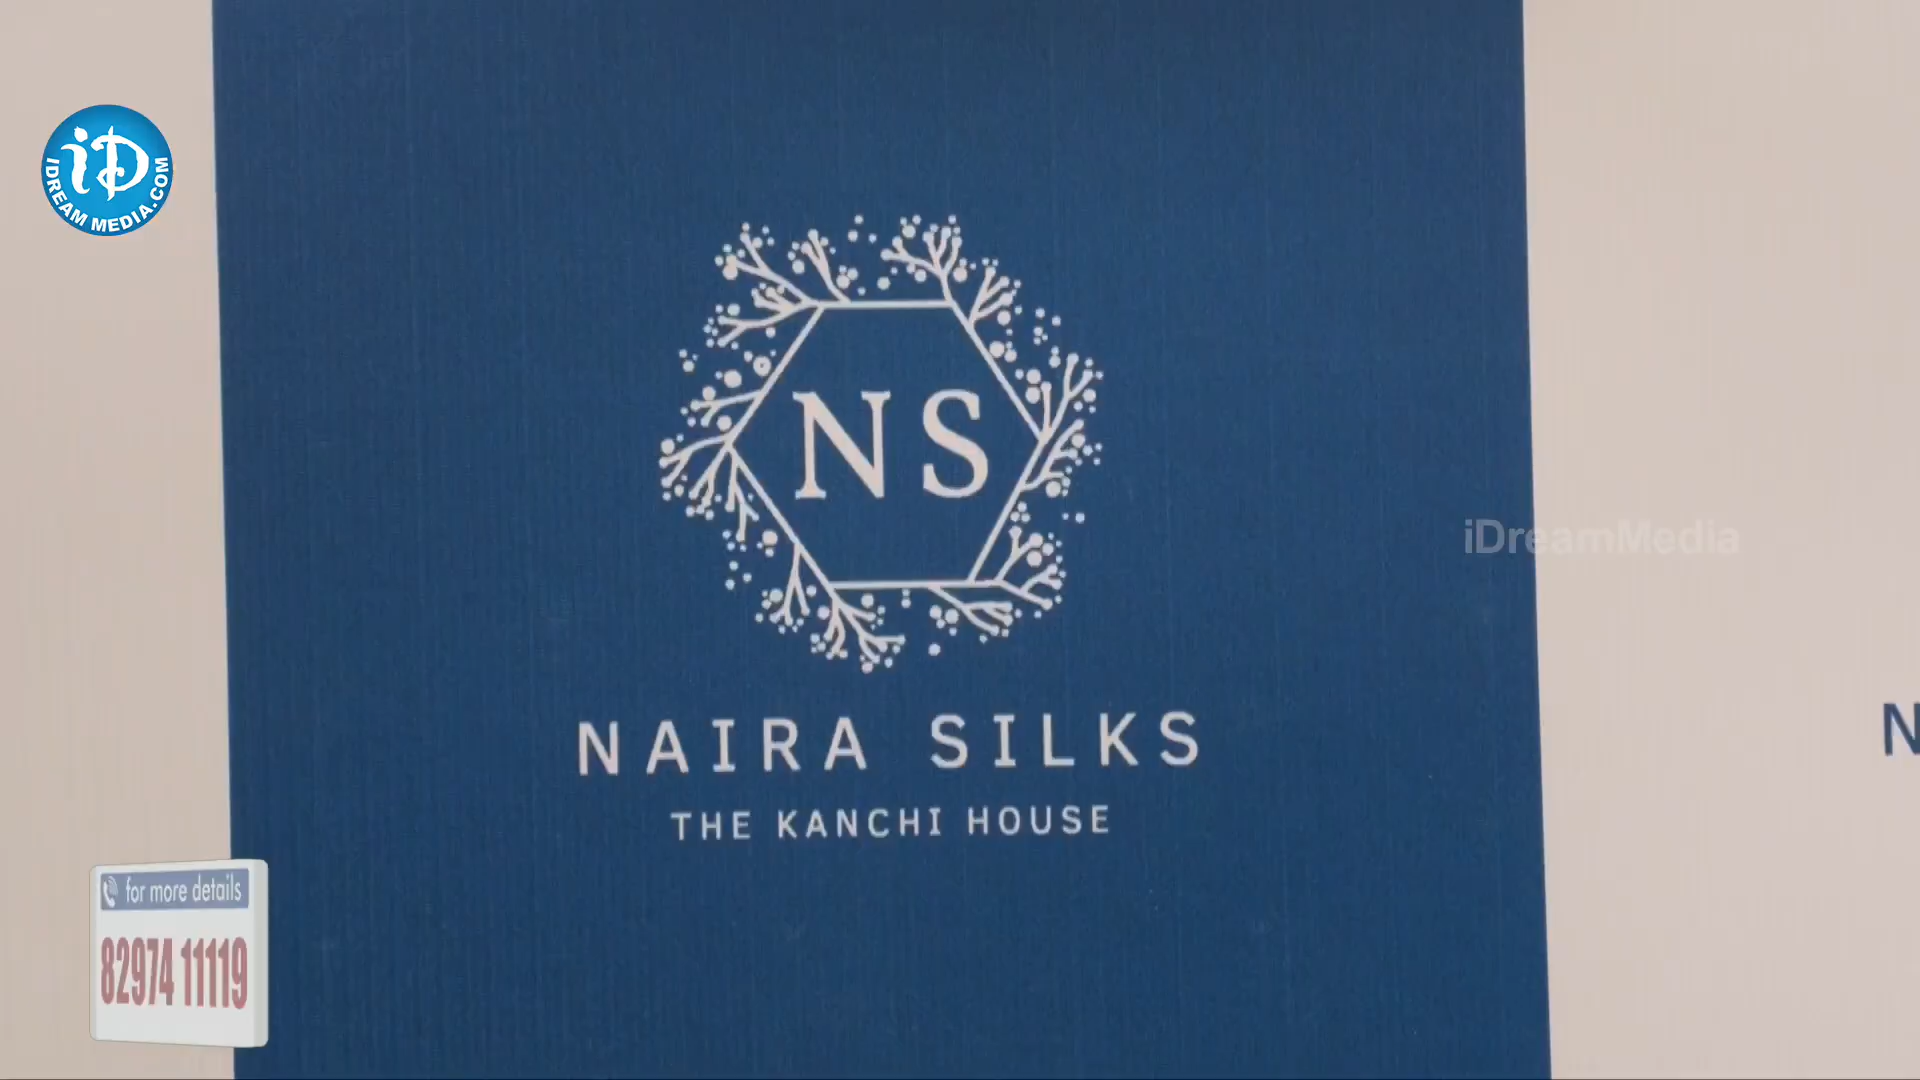 iD
IDREAM MEDIA.COM
NS
iDreamMedia
NAIRA SILKS
N
THE KANCHI HOUSE
for more details
82974 11119